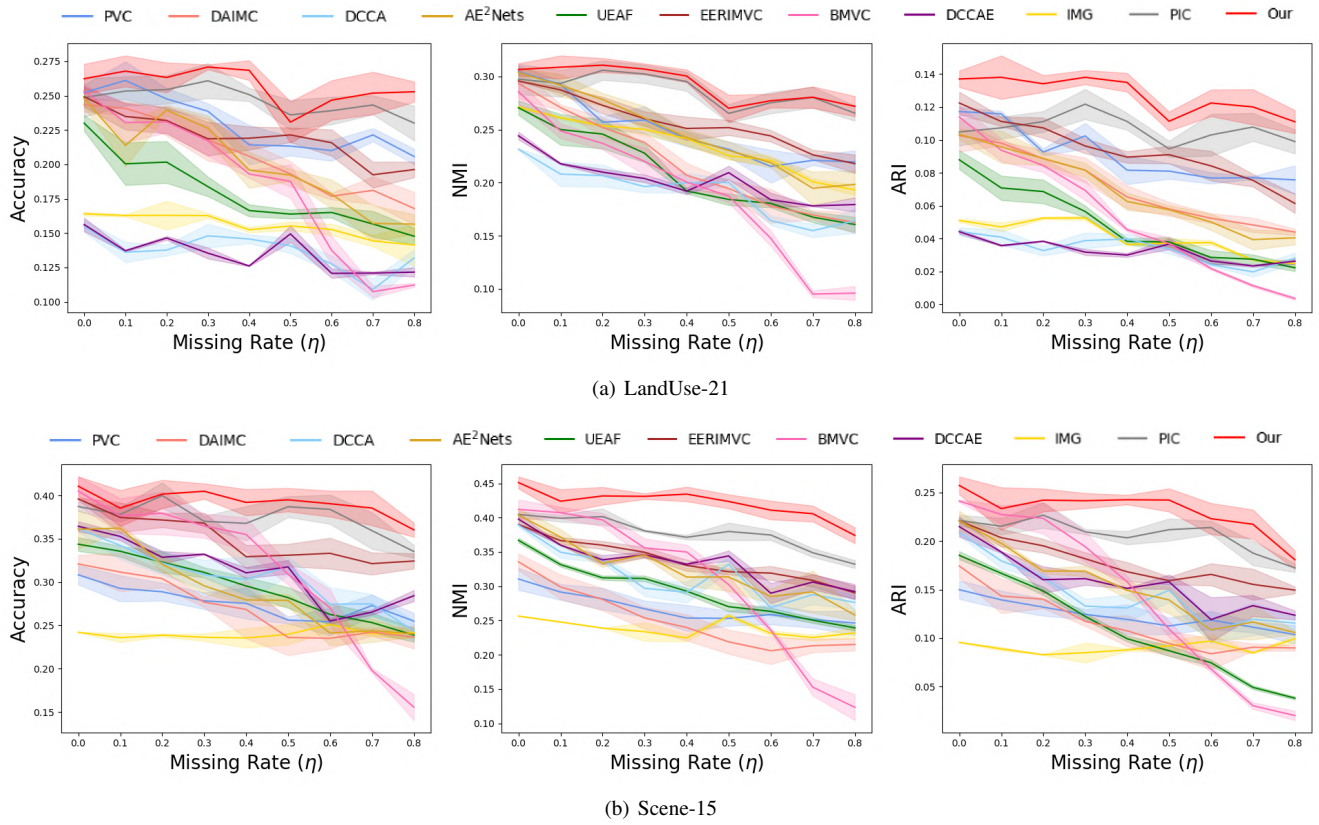 PVC DAIMC DCCA AE²Nets UEAF EERIMVC BMVC DCCAE IMG PIC Our
Accuracy
0.275
0.250
0.225
0.200
0.175
0.150
0.125
0.100
0.0 0.1 0.2 0.3 0.4 0.5 0.6 0.7 0.8
Missing Rate (η)
NMI
0.30
0.25
0.20
0.15
0.10
0.0 0.1 0.2 0.3 0.4 0.5 0.6 0.7 0.8
Missing Rate (η)
ARI
0.14
0.12
0.10
0.08
0.06
0.04
0.02
0.00
0.0 0.1 0.2 0.3 0.4 0.5 0.6 0.7 0.8
Missing Rate (η)
(a) LandUse-21
PVC DAIMC DCCA AE²Nets UEAF EERIMVC BMVC DCCAE IMG PIC Our
Accuracy
0.40
0.35
0.30
0.25
0.20
0.15
0.0 0.1 0.2 0.3 0.4 0.5 0.6 0.7 0.8
Missing Rate (η)
NMI
0.45
0.40
0.35
0.30
0.25
0.20
0.15
0.10
0.0 0.1 0.2 0.3 0.4 0.5 0.6 0.7 0.8
Missing Rate (η)
ARI
0.25
0.20
0.15
0.10
0.05
0.0 0.1 0.2 0.3 0.4 0.5 0.6 0.7 0.8
Missing Rate (η)
(b) Scene-15